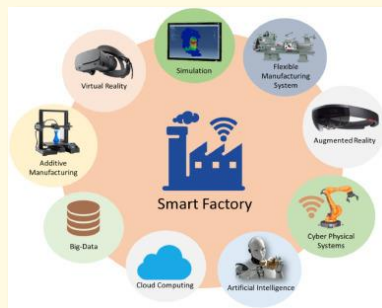 Simulation
Flexible
Manufacturing
System
Virtual Reality
Augmented Reality
Additive
Manufacturing
Smart Factory
Cyber Physical
Systems
Big-Data
Cloud Computing
Artificial Intelligence